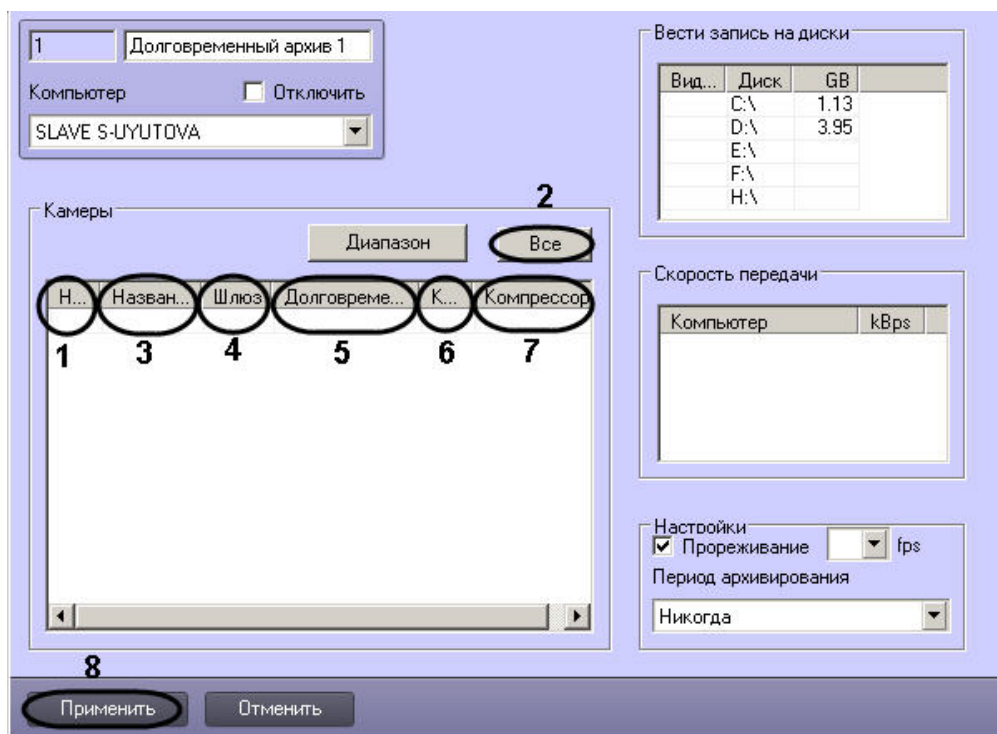 1 Долговременный архив 1
Компьютер Отключить
SLAVE S-UYUTOVA
Вести запись на диски
Вид... Диск GB
C:\ 1.13
D:\ 3.95
E:\
F:\
H:\
Камеры
2
Диапазон Все
Н... Назван... Шлюз Долговреме... К... Компрессор
1 3 4 5 6 7
Скорость передачи
Компьютер kBps
Настройки
Прореживание fps
Период архивирования
Никогда
8
Применить Отменить